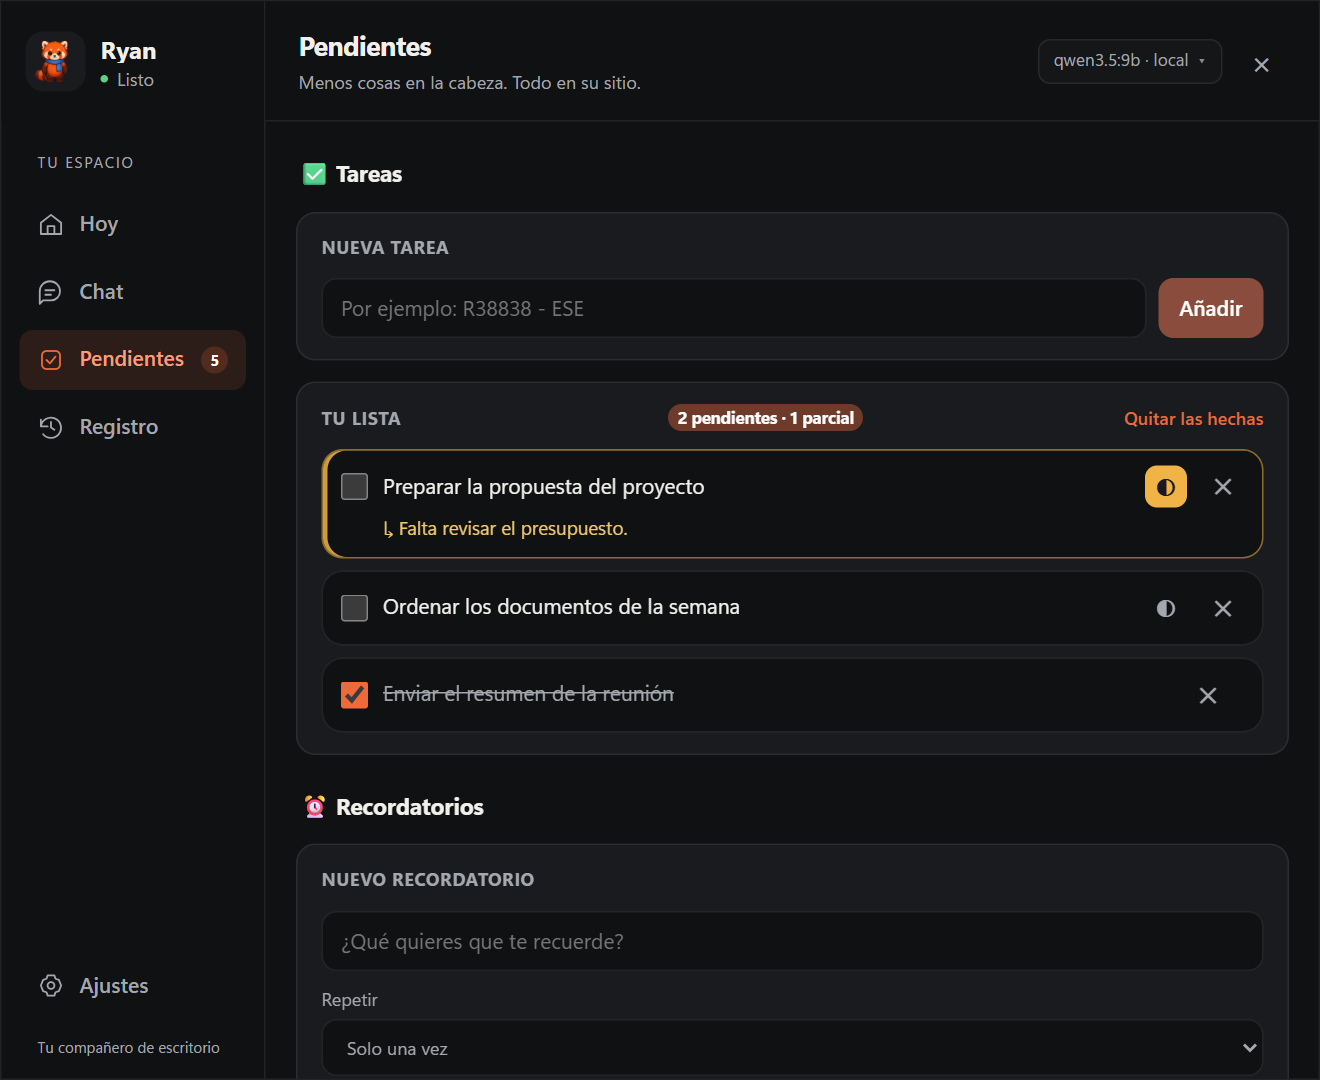 Ryan
Listo
TU ESPACIO
Hoy
Chat
Pendientes 5
Registro
Ajustes
Tu compañero de escritorio
Pendientes
Menos cosas en la cabeza. Todo en su sitio.
qwen3.5:9b · local
Tareas
NUEVA TAREA
Por ejemplo: R38838 - ESE
Añadir
TU LISTA
2 pendientes · 1 parcial
Quitar las hechas
Preparar la propuesta del proyecto
↳ Falta revisar el presupuesto.
Ordenar los documentos de la semana
Enviar el resumen de la reunión
Recordatorios
NUEVO RECORDATORIO
¿Qué quieres que te recuerde?
Repetir
Solo una vez